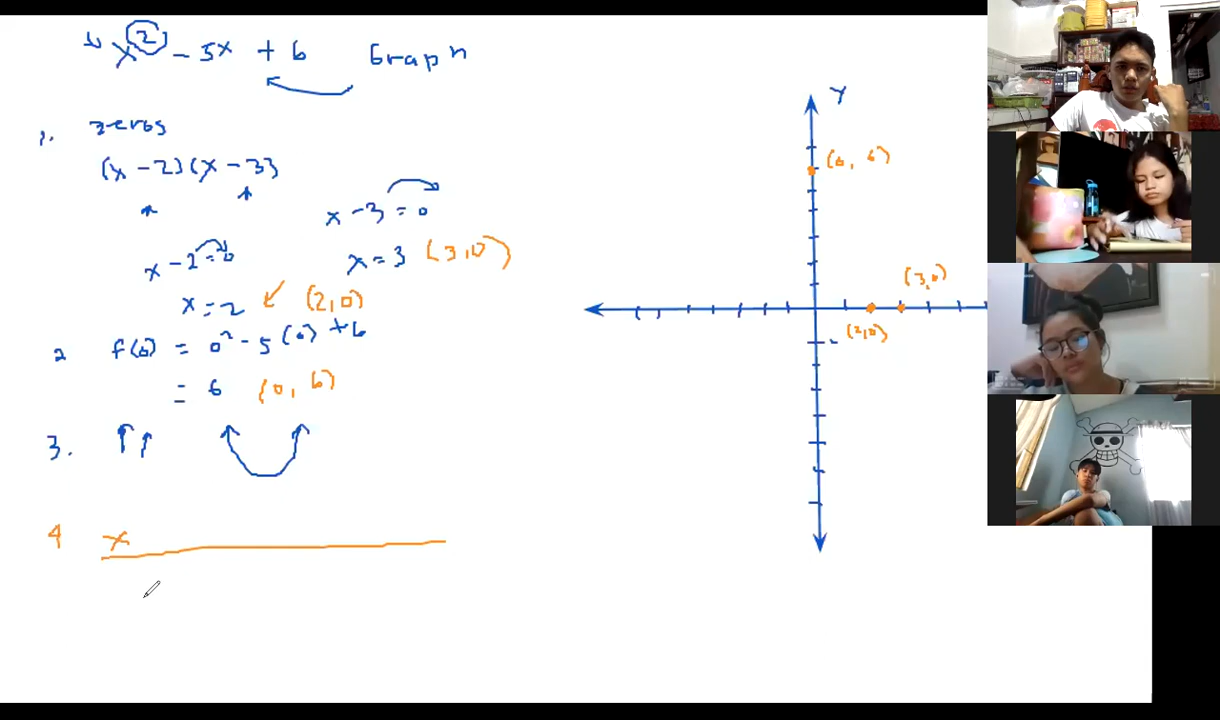 x² - 5x + 6 Graph
1. zeros
(x - 2)(x - 3)
x - 3 = 0
x - 2 = 0
x = 3 (3,0)
x = 2 (2,0)
2 f(0) = 0² - 5(0) + 6
= 6 (0, 6)
3.
4 x
Y
(0, 6)
(3,0)
(2,0)